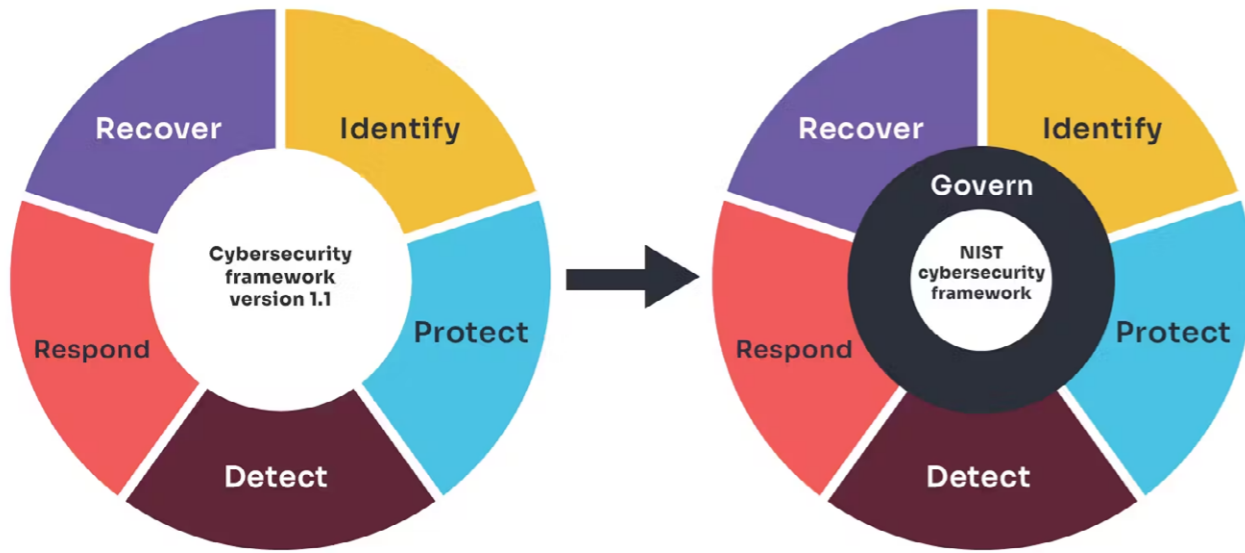 Recover
Identify
Cybersecurity
framework
version 1.1
Protect
Respond
Detect
Recover
Identify
Govern
NIST
cybersecurity
framework
Protect
Respond
Detect